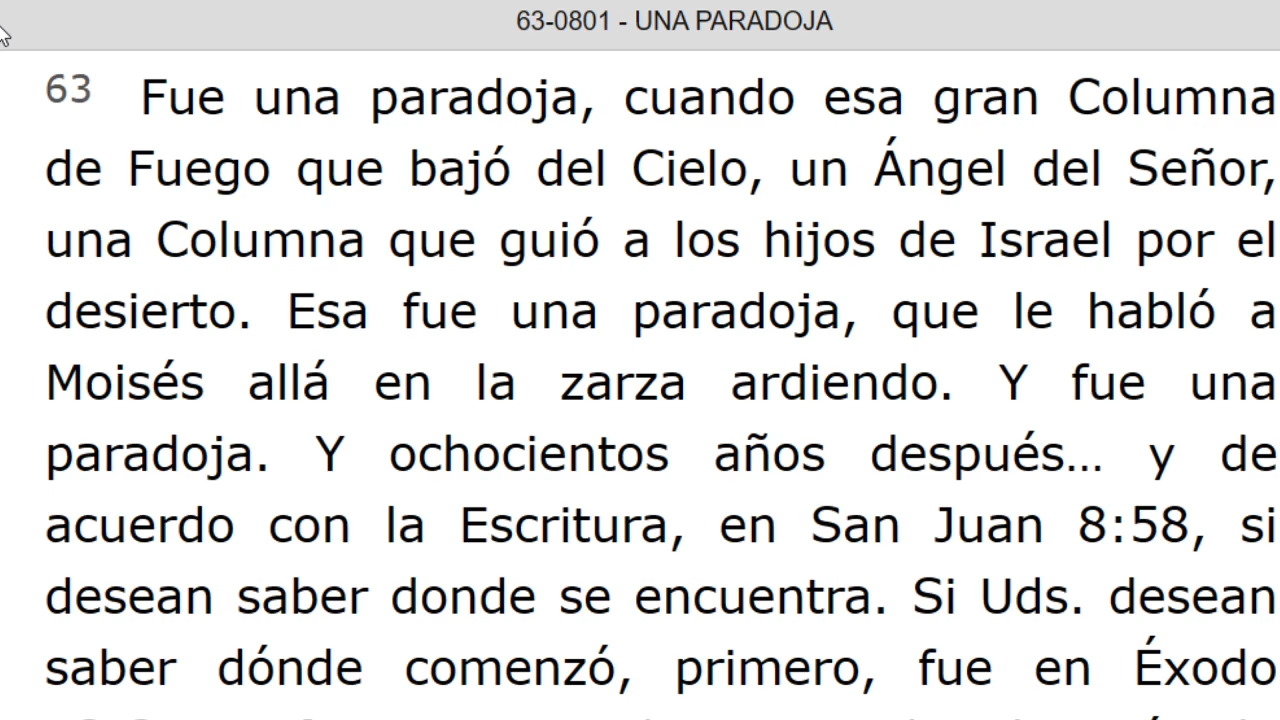 63-0801 - UNA PARADOJA
63 Fue una paradoja, cuando esa gran Columna
de Fuego que bajó del Cielo, un Ángel del Señor,
una Columna que guió a los hijos de Israel por el
desierto. Esa fue una paradoja, que le habló a
Moisés allá en la zarza ardiendo. Y fue una
paradoja. Y ochocientos años después… y de
acuerdo con la Escritura, en San Juan 8:58, si
desean saber donde se encuentra. Si Uds. desean
saber dónde comenzó, primero, fue en Éxodo